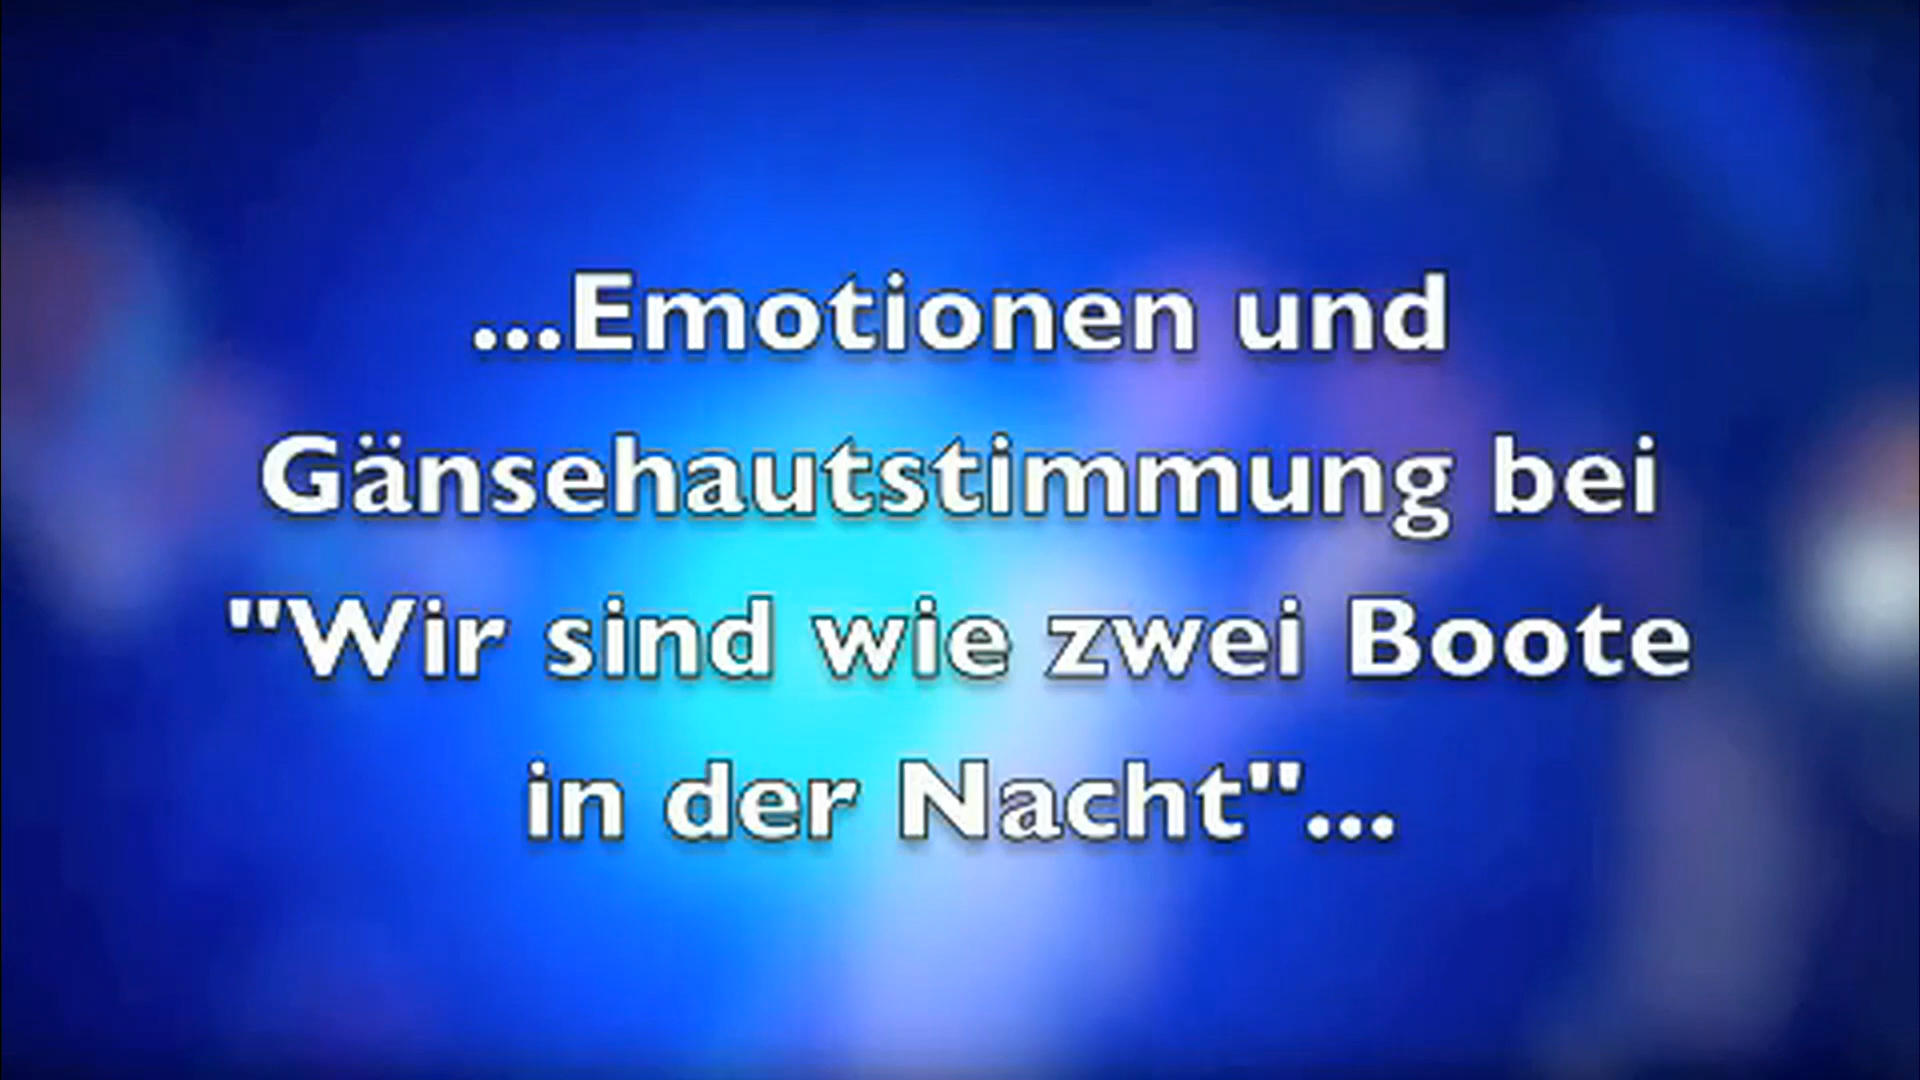 ...Emotionen und
Gänsehautstimmung bei
"Wir sind wie zwei Boote
in der Nacht"...